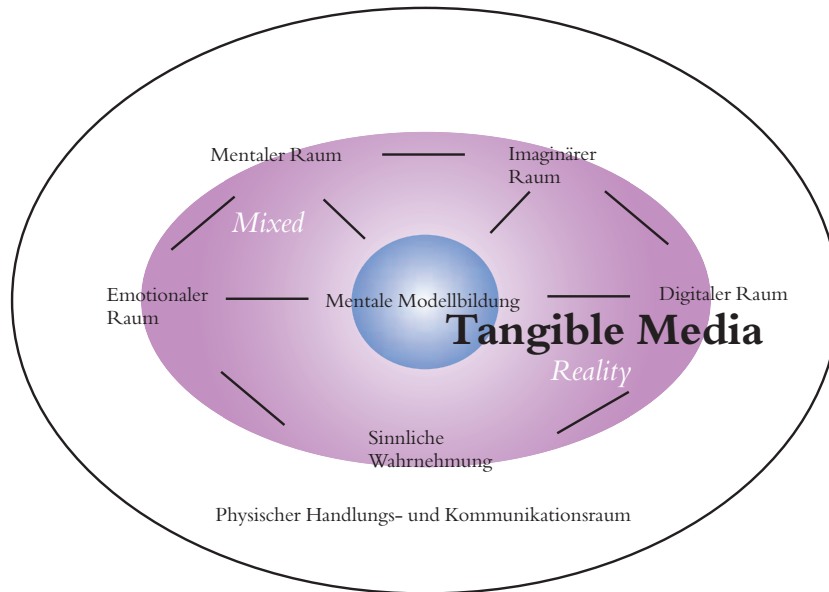 Mentaler Raum
Imaginärer
Raum
Mixed
Emotionaler
Raum
Mentale Modellbildung
Digitaler Raum
Tangible Media
Reality
Sinnliche
Wahrnehmung
Physischer Handlungs- und Kommunikationsraum